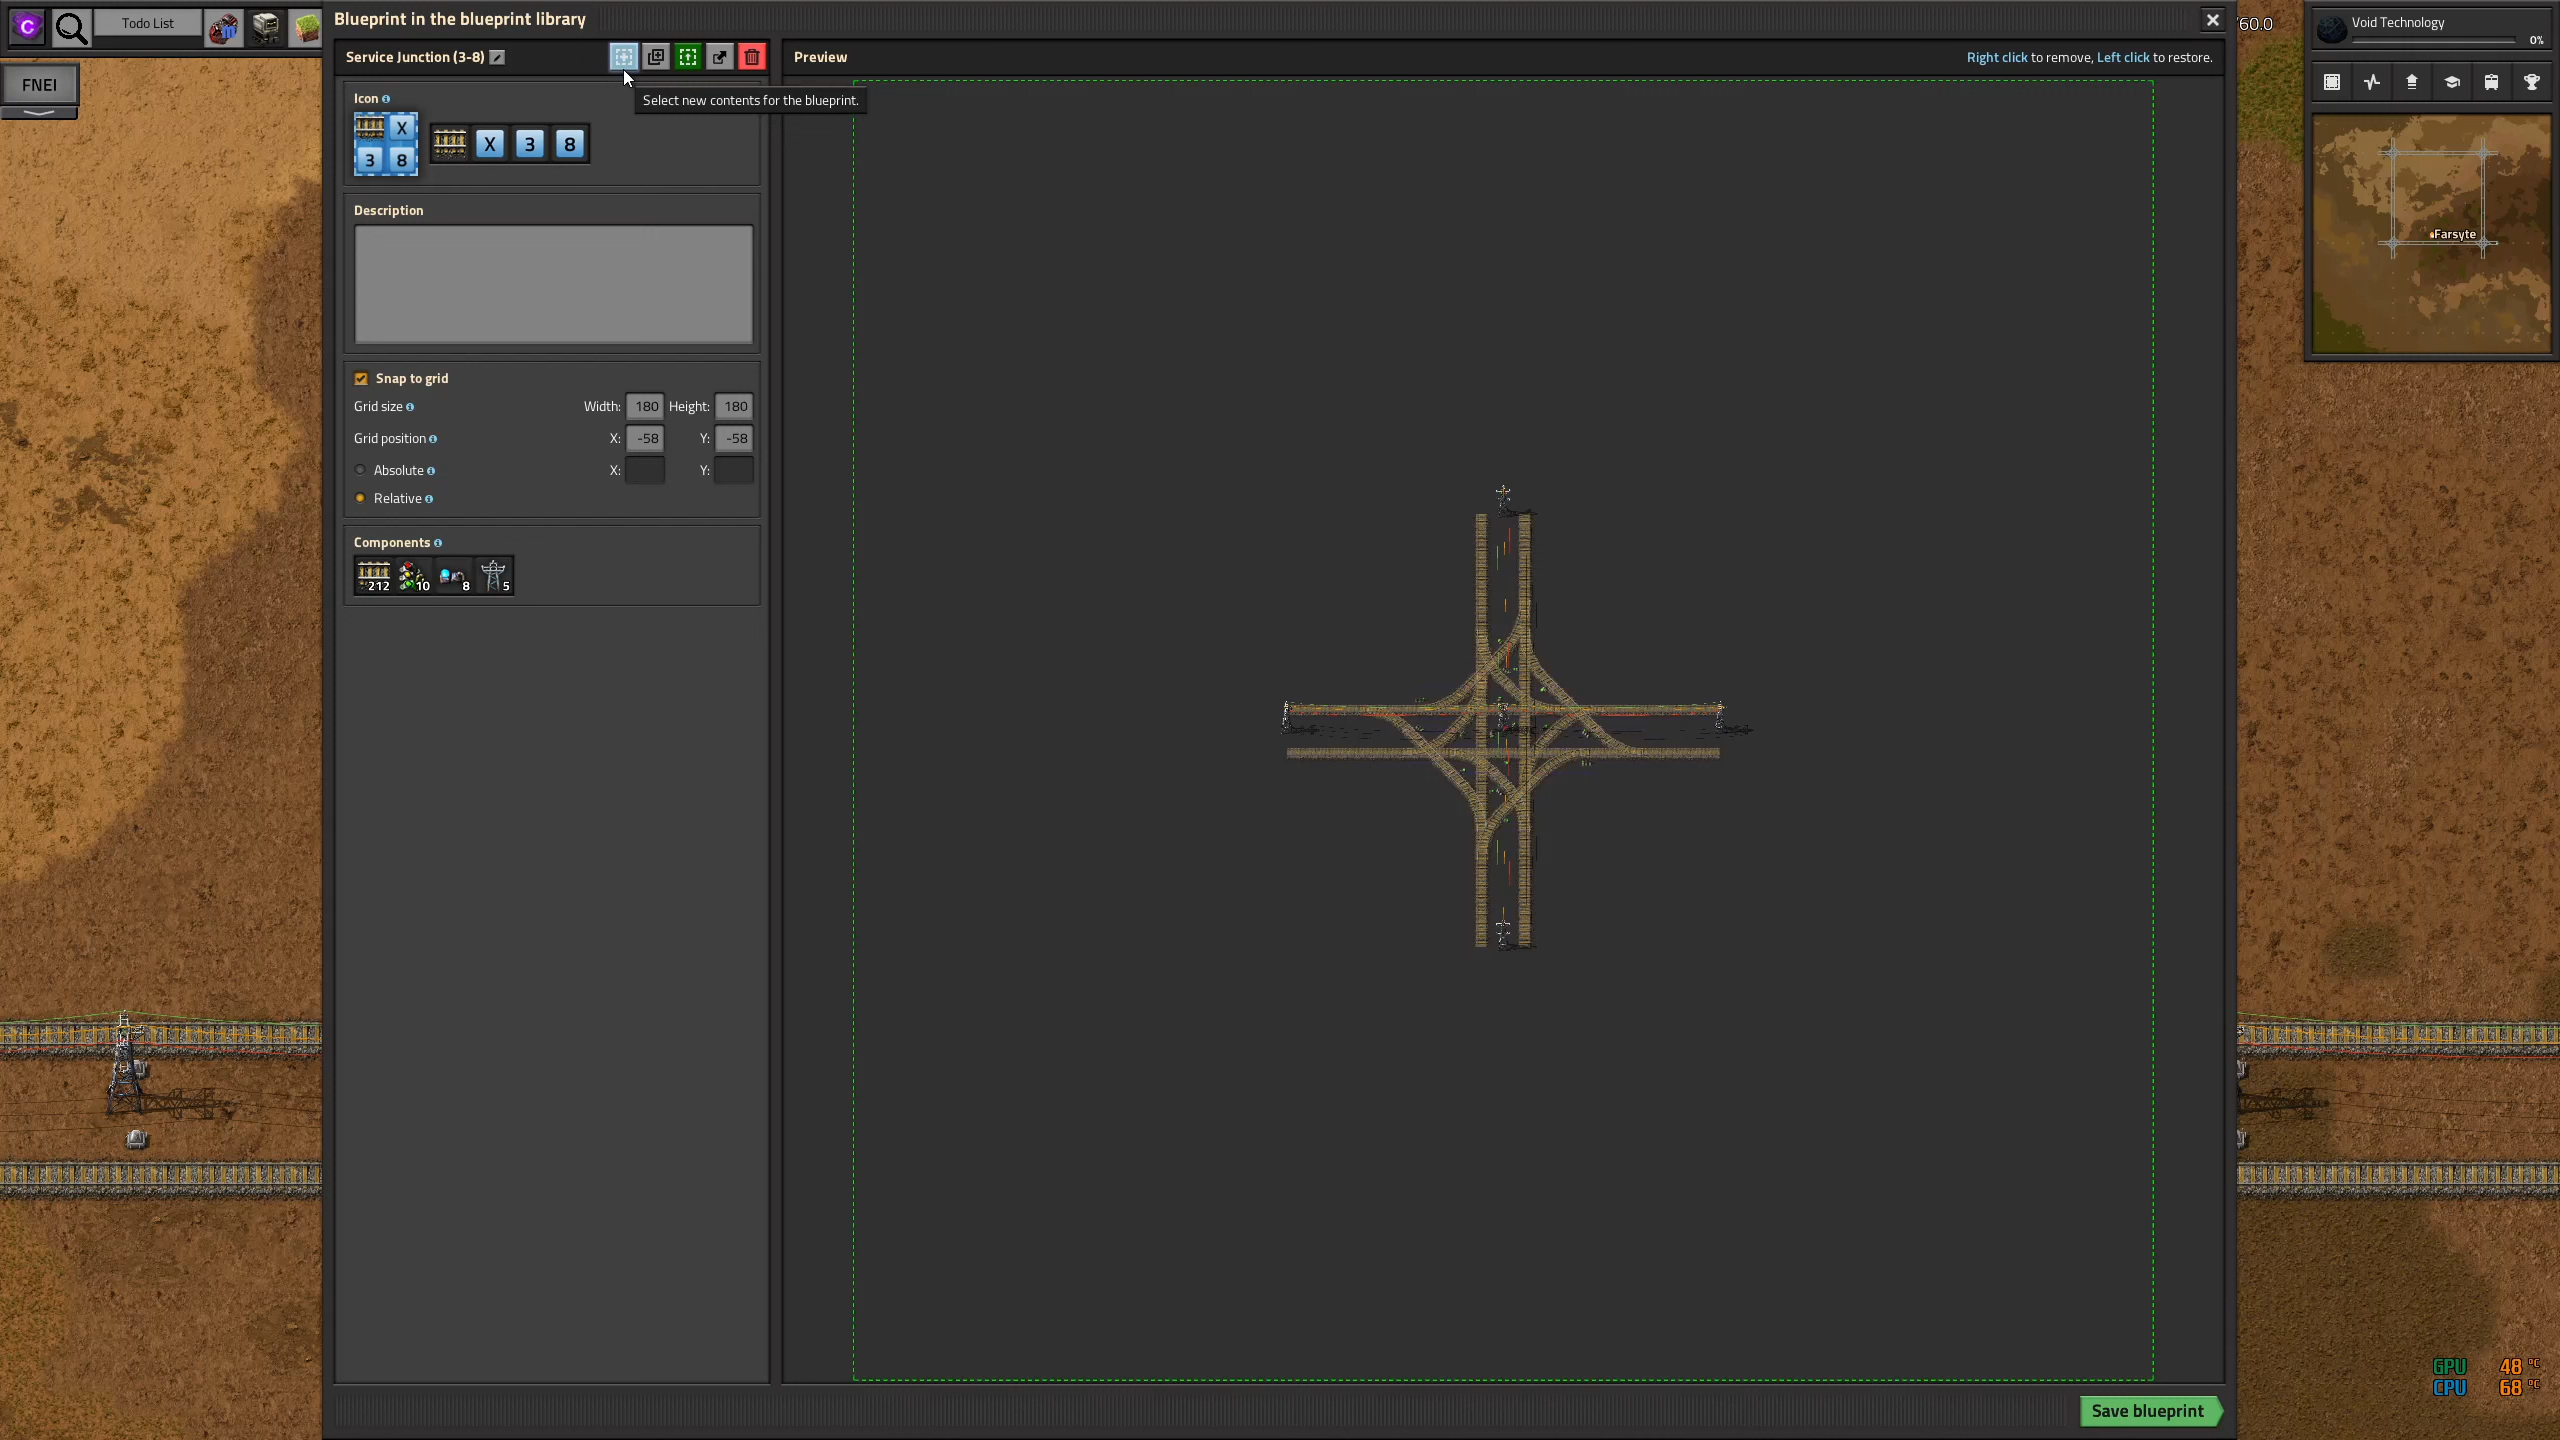 Todo List
Blueprint in the blueprint library
60.0
Void Technology
0%
FNEI
Service Junction (3-8)
Preview
Right click to remove, Left click to restore.
Select new contents for the blueprint.
Icon
X
3 8
X 3 8
Description
Snap to grid
Grid size Width: 180 Height: 180
Grid position X: -58 Y: -58
Absolute X: Y:
Relative
Components
212 10 8 5
Farsyte
GPU 48 °C
CPU 68 °C
Save blueprint